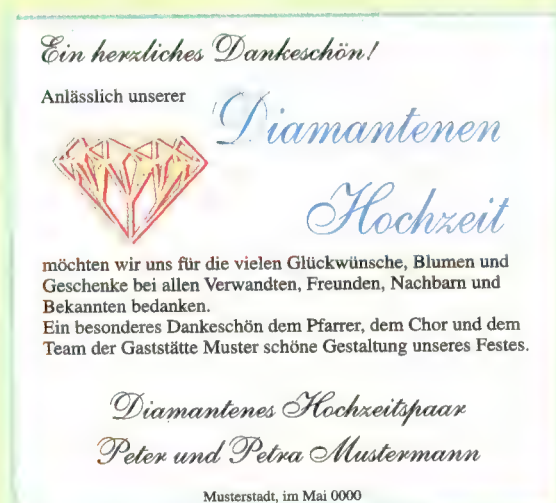 Ein herzliches Dankeschön!
Anlässlich unserer
Diamantenen
Hochzeit
möchten wir uns für die vielen Glückwünsche, Blumen und
Geschenke bei allen Verwandten, Freunden, Nachbarn und
Bekannten bedanken.
Ein besonderes Dankeschön dem Pfarrer, dem Chor und dem
Team der Gaststätte Muster schöne Gestaltung unseres Festes.
Diamantenes Hochzeitspaar
Peter und Petra Mustermann
Musterstadt, im Mai 0000